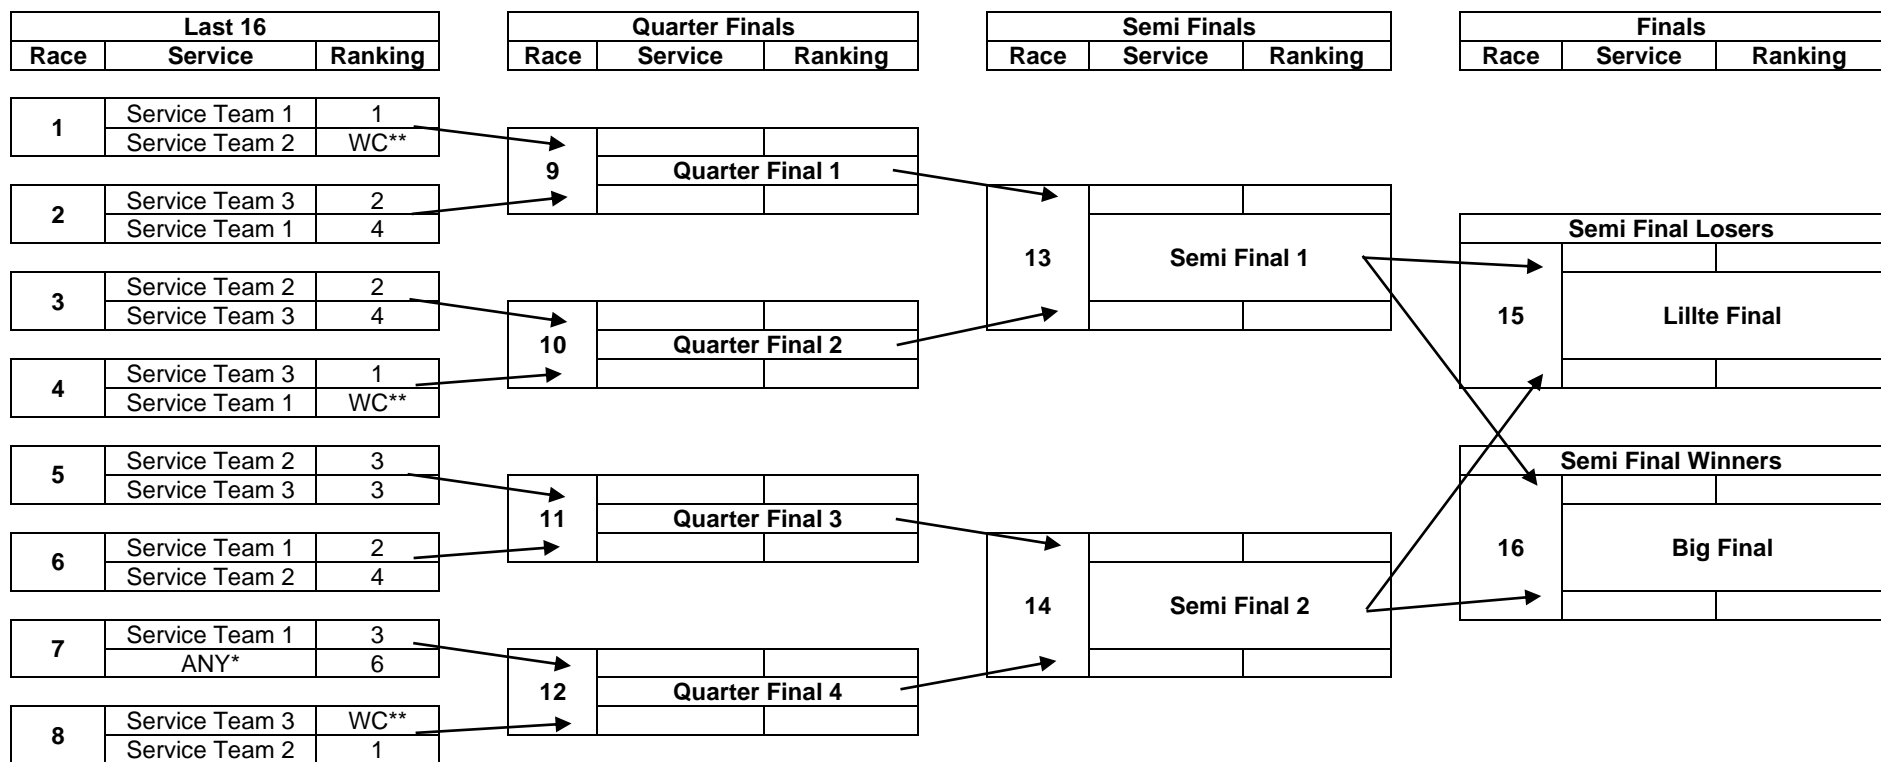 Last 16
Race Service Ranking
1 Service Team 1 1
Service Team 2 WC**
2 Service Team 3 2
Service Team 1 4
3 Service Team 2 2
Service Team 3 4
4 Service Team 3 1
Service Team 1 WC**
5 Service Team 2 3
Service Team 3 3
6 Service Team 1 2
Service Team 2 4
7 Service Team 1 3
ANY* 6
8 Service Team 3 WC**
Service Team 2 1
Quarter Finals
Race Service Ranking
9 Quarter Final 1
10 Quarter Final 2
11 Quarter Final 3
12 Quarter Final 4
Semi Finals
Race Service Ranking
13 Semi Final 1
14 Semi Final 2
Finals
Race Service Ranking
Semi Final Losers
15 Lillte Final
Semi Final Winners
16 Big Final